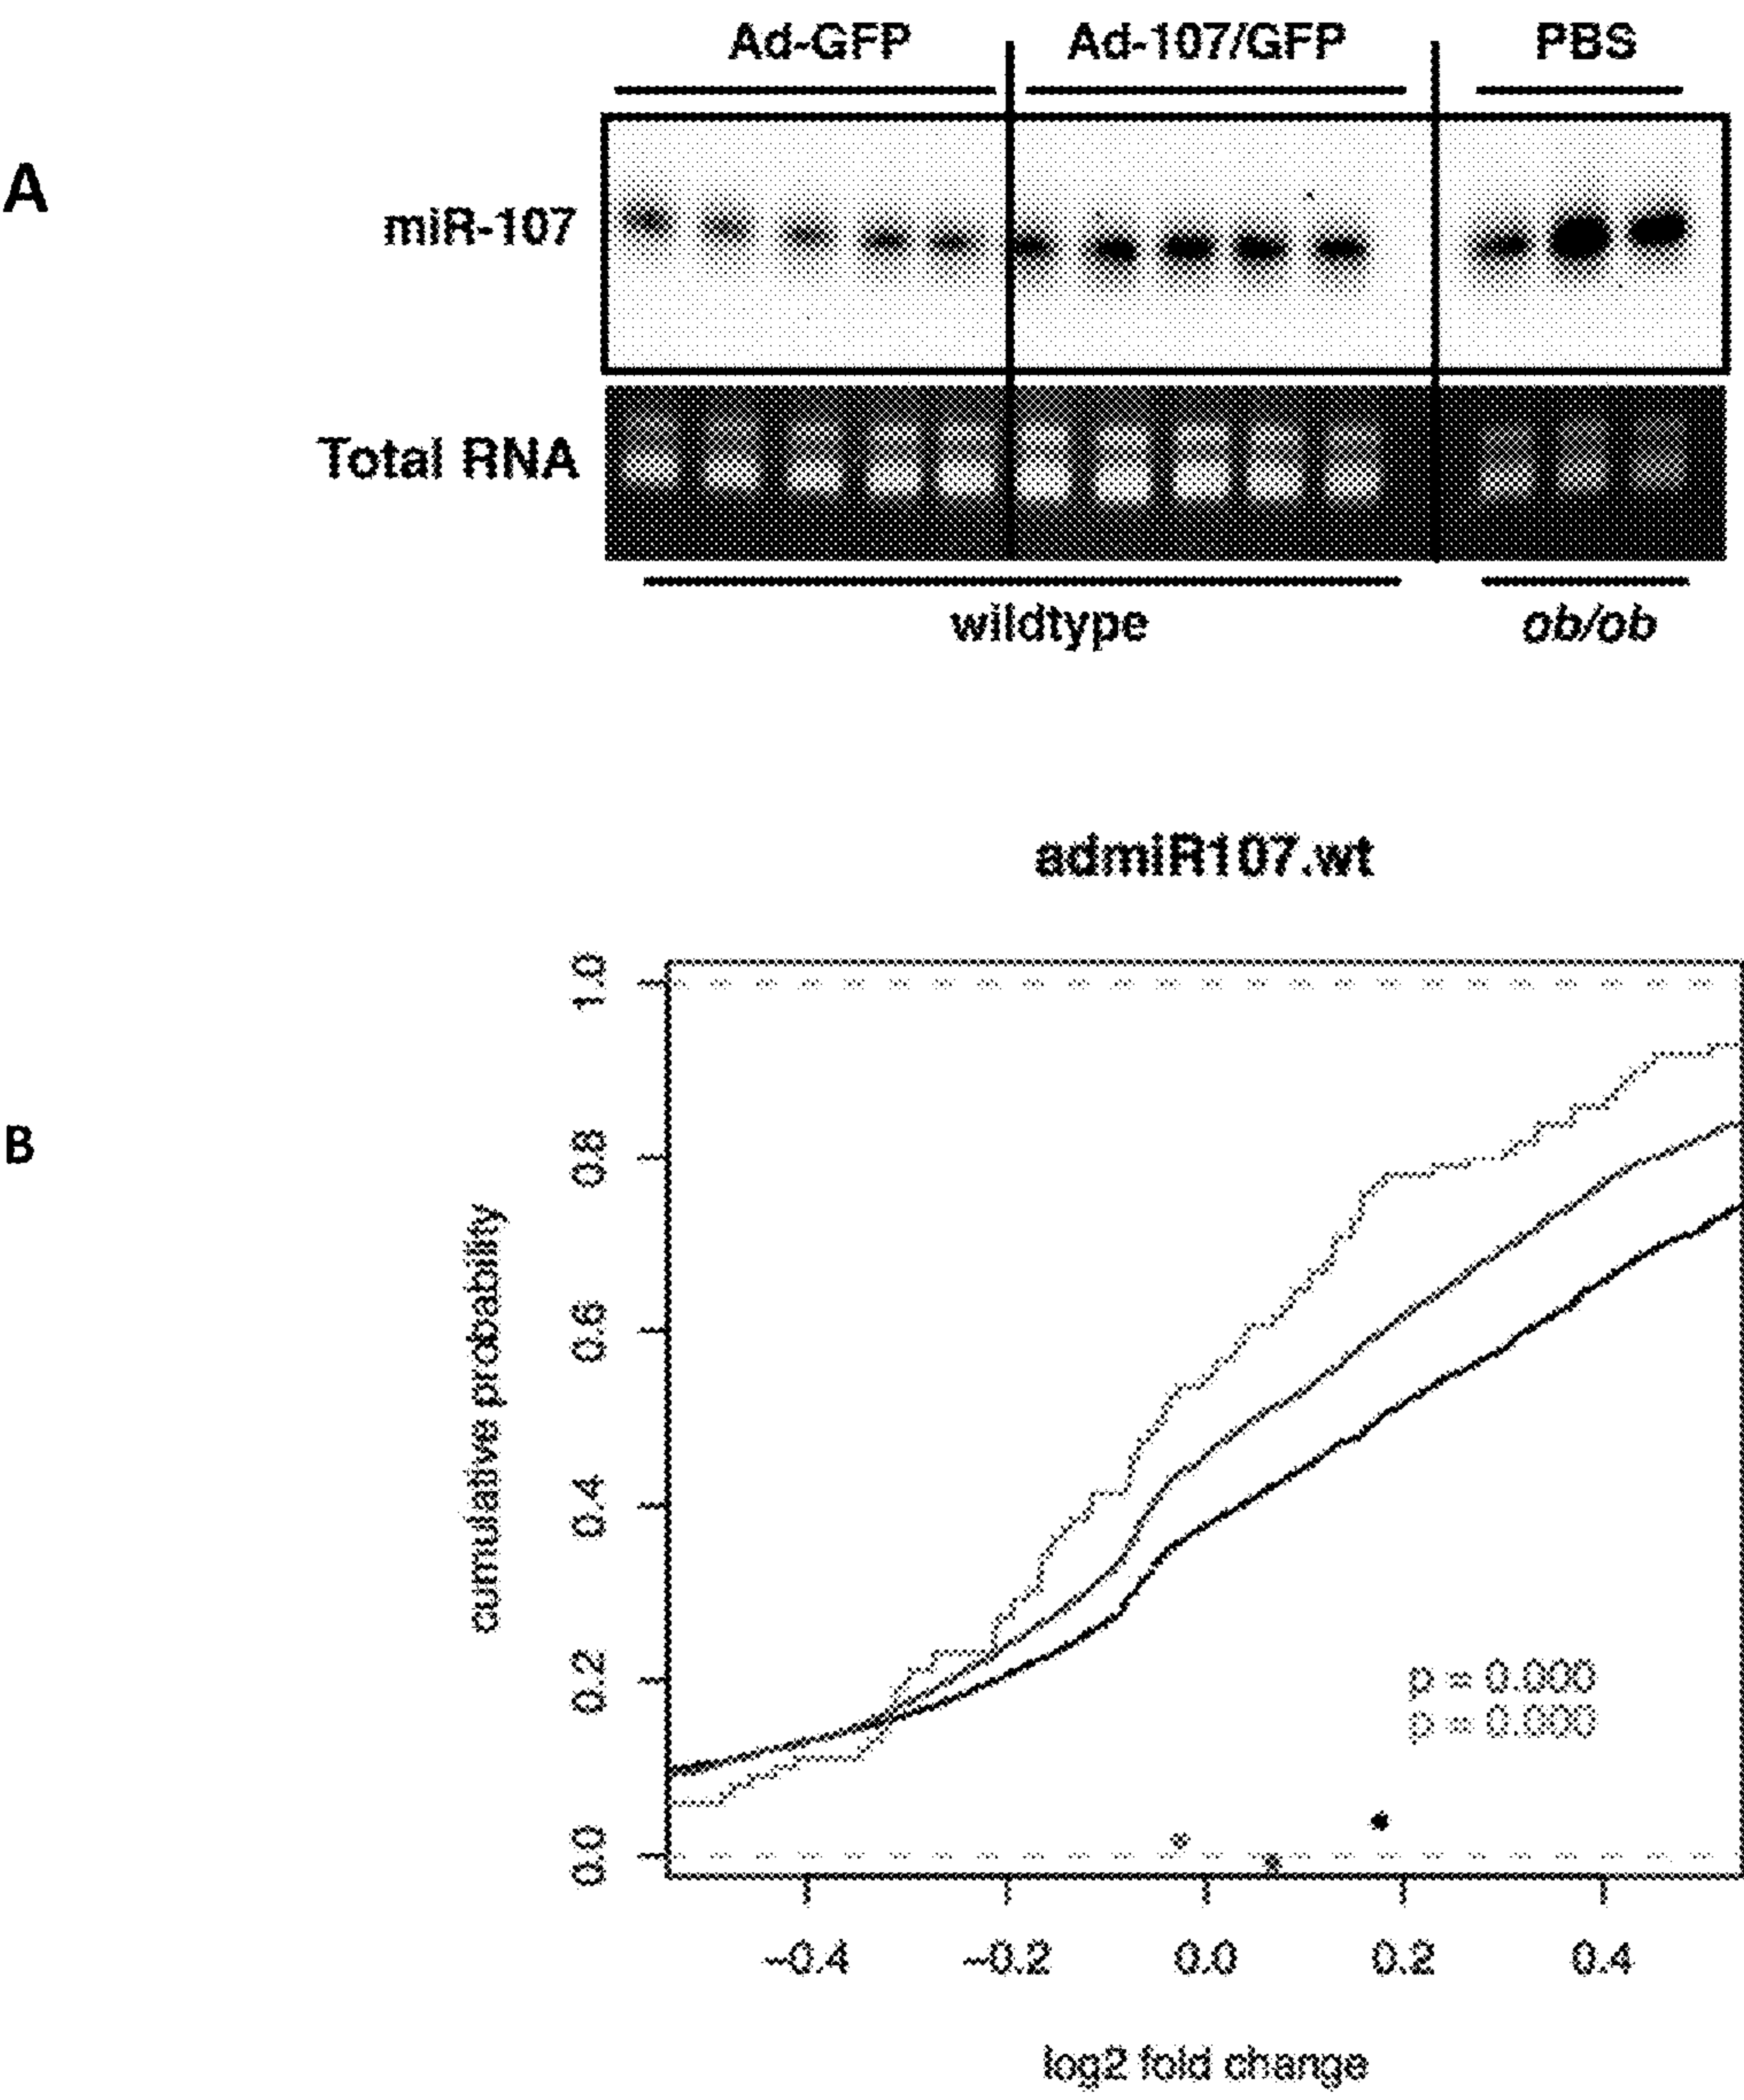 Ad-GFP Ad-107/GFP PBS
A
miR-107
Total RNA
wildtype ob/ob
admiR107.wt
B
cumulative probability
1.0
0.8
0.6
0.4
0.2
0.0
p = 0.000
p = 0.000
-0.4 -0.2 0.0 0.2 0.4
log2 fold change